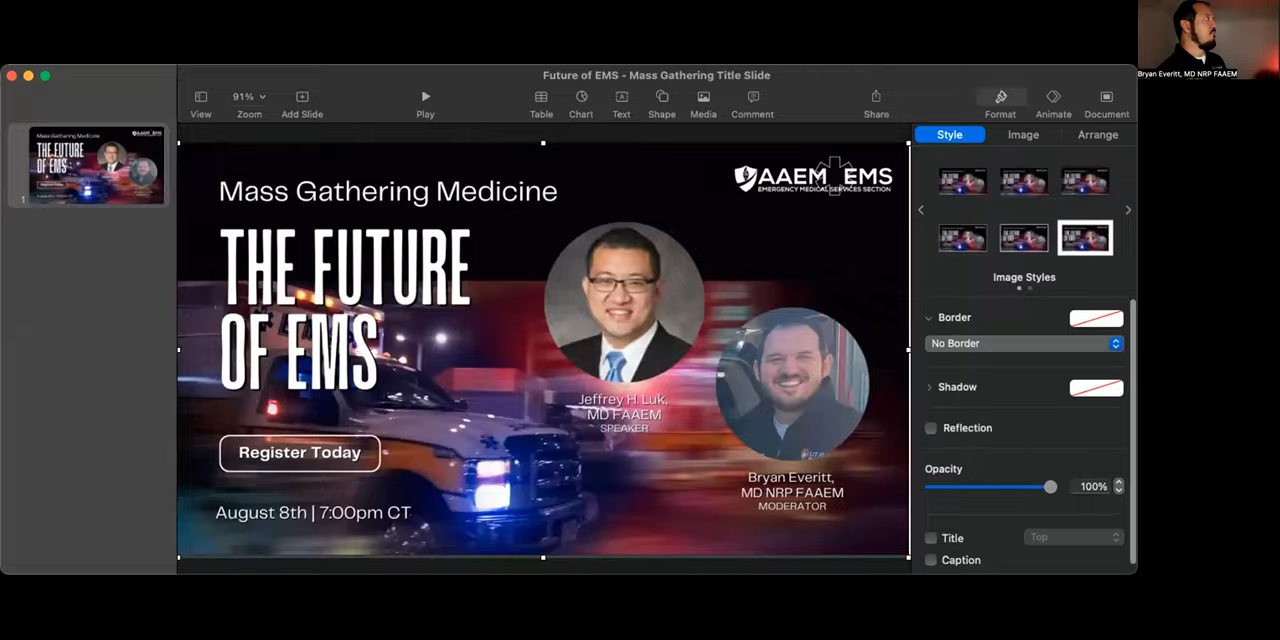 Bryan Everitt, MD NRP FAAEM
Future of EMS - Mass Gathering Title Slide
91%
View
Zoom
Add Slide
Play
Table
Chart
Text
Shape
Media
Comment
Share
Format
Animate
Document
Style
Image
Arrange
1
Mass Gathering Medicine
THE FUTURE
OF EMS
Register Today
August 8th | 7:00pm CT
AAEM EMS
EMERGENCY MEDICAL SERVICES SECTION
Jeffrey H. Luk,
MD FAAEM
SPEAKER
Bryan Everitt,
MD NRP FAAEM
MODERATOR
Image Styles
Border
No Border
Shadow
Reflection
Opacity
100%
Title
Top
Caption